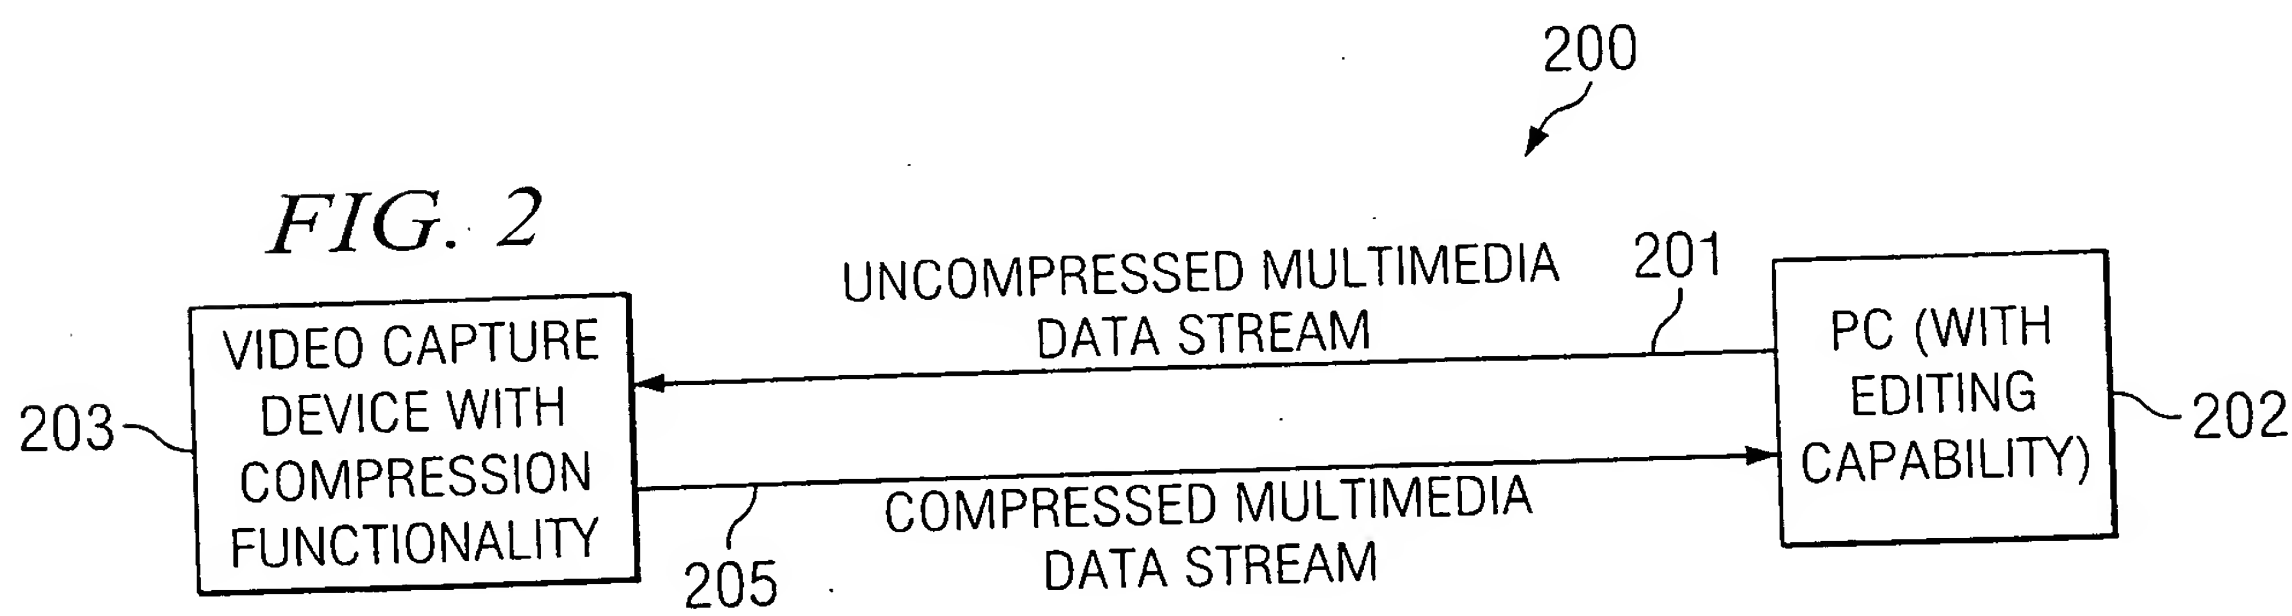 200
FIG. 2
UNCOMPRESSED MULTIMEDIA
DATA STREAM
201
VIDEO CAPTURE
DEVICE WITH
COMPRESSION
FUNCTIONALITY
203
PC (WITH
EDITING
CAPABILITY)
202
COMPRESSED MULTIMEDIA
DATA STREAM
205